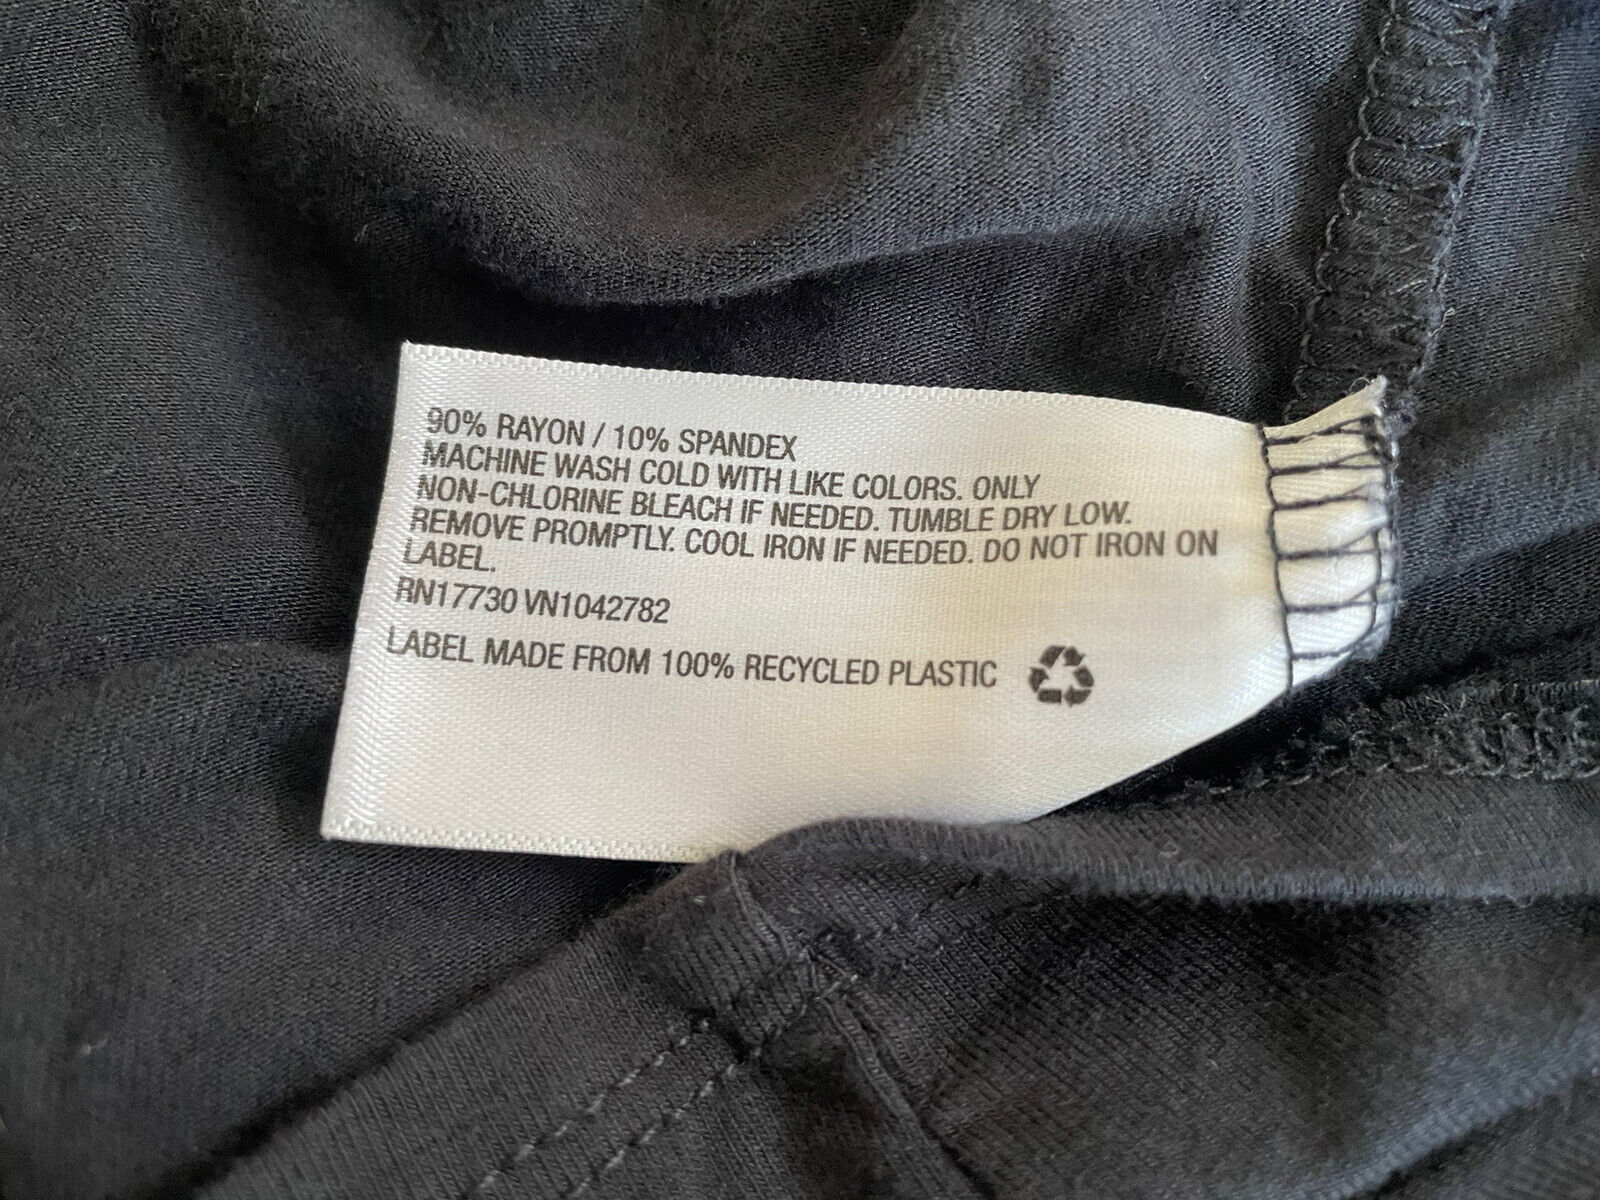 90% RAYON / 10% SPANDEX
MACHINE WASH COLD WITH LIKE COLORS. ONLY
NON-CHLORINE BLEACH IF NEEDED. TUMBLE DRY LOW.
REMOVE PROMPTLY. COOL IRON IF NEEDED. DO NOT IRON ON
LABEL.
RN17730 VN1042782
LABEL MADE FROM 100% RECYCLED PLASTIC